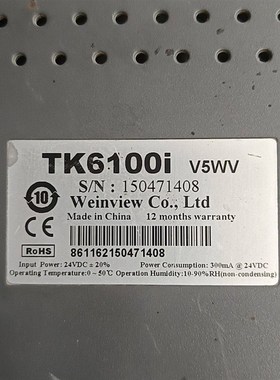 TK6100i V5WV
S/N : 150471408
10
Weinview Co., Ltd
Made in China 12 months warranty
RoHS
861162150471408
Input Power: 24VDC ± 20% Power Consumption: 300mA @ 24VDC
Operating Temperature:0~50℃ Operation Humidity:10-90%RH(non-condensing)